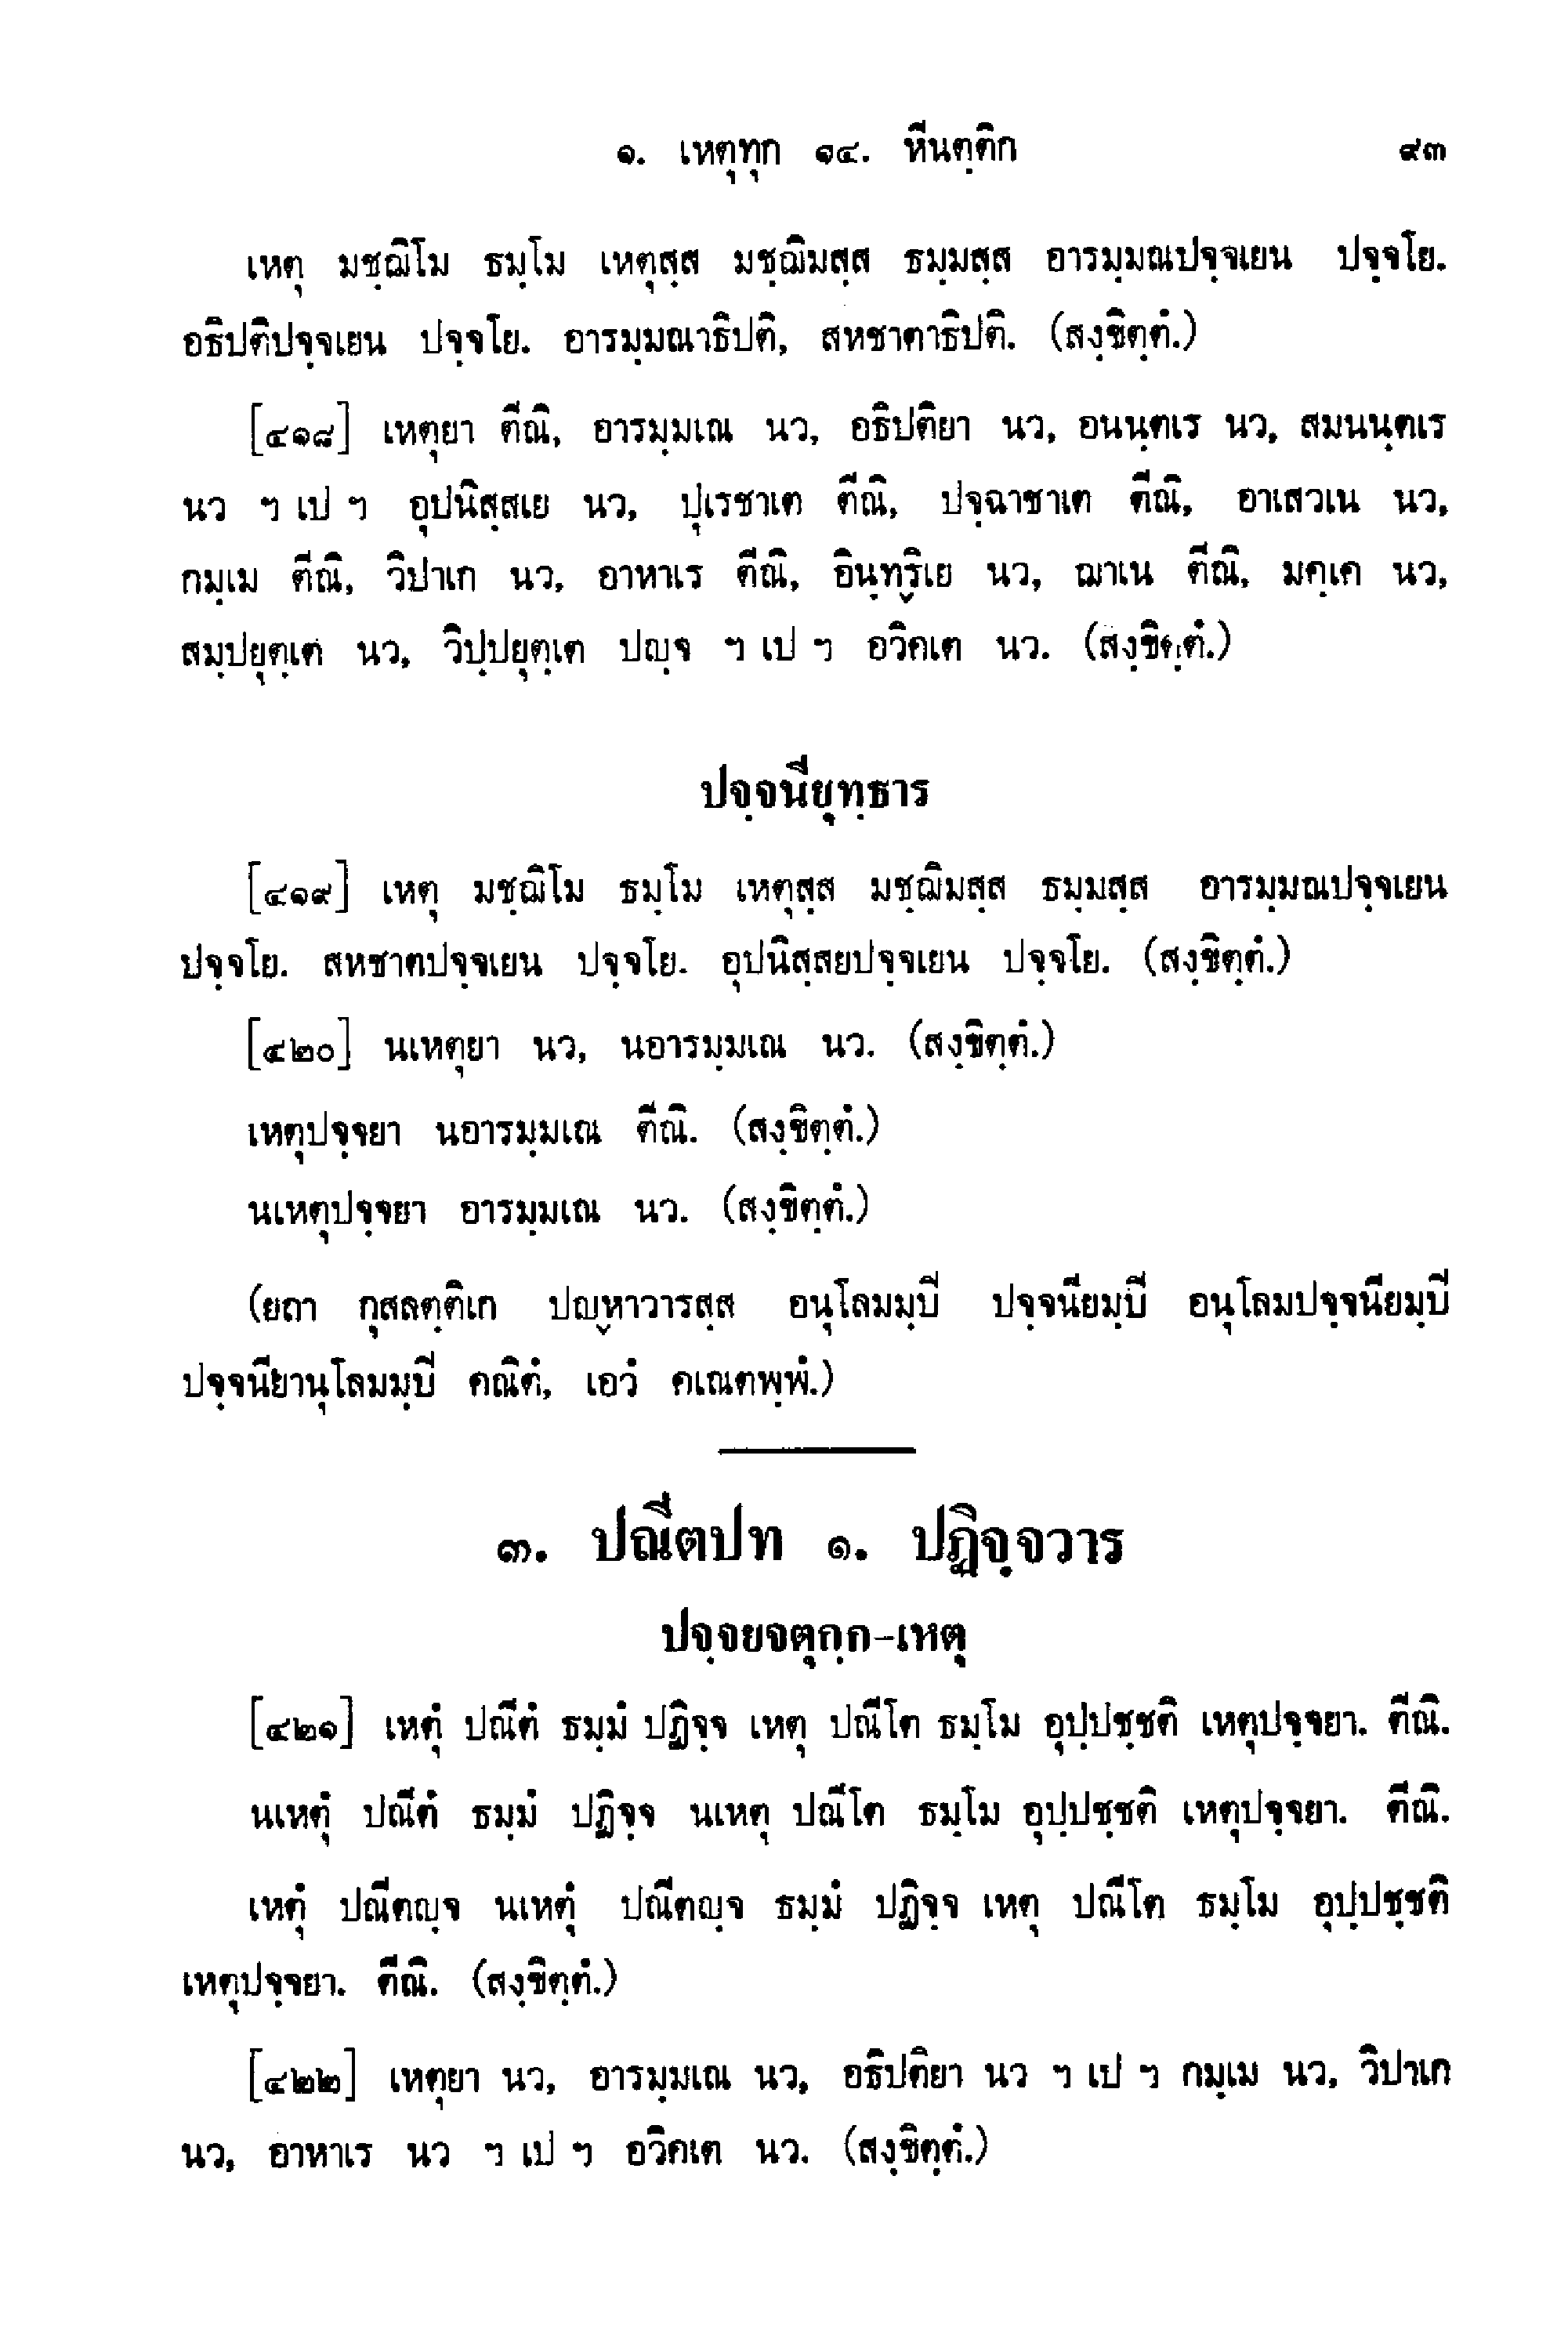 ๑. เหตุทุก ๑๔. หีนตฺติก ๙๓
เหตุ มชฺฌิโม ธมฺโม เหตุสฺส มชฺฌิมสฺส ธมฺมสฺส อารมฺมณปจฺจเยน ปจฺจโย.
อธิปติปจฺจเยน ปจฺจโย. อารมฺมณาธิปติ, สหชาตาธิปติ. (สงฺขิตฺตํ.)
[๔๑๘] เหตุยา ตีณิ, อารมฺมเณ นว, อธิปติยา นว, อนนฺตเร นว, สมนนฺตเร
นว ฯ เป ฯ อุปนิสฺสเย นว, ปุเรชาเต ตีณิ, ปจฺฉาชาเต ตีณิ, อาเสวเน นว,
กมฺเม ตีณิ, วิปาเก นว, อาหาเร ตีณิ, อินฺทฺริเย นว, ฌาเน ตีณิ, มคฺเค นว,
สมฺปยุตฺเต นว, วิปฺปยุตฺเต ปญฺจ ฯ เป ฯ อวิคเต นว. (สงฺขิตฺตํ.)
ปจฺจนียุทฺธาร
[๔๑๙] เหตุ มชฺฌิโม ธมฺโม เหตุสฺส มชฺฌิมสฺส ธมฺมสฺส อารมฺมณปจฺจเยน
ปจฺจโย. สหชาตปจฺจเยน ปจฺจโย. อุปนิสฺสยปจฺจเยน ปจฺจโย. (สงฺขิตฺตํ.)
[๔๒๐] นเหตุยา นว, นอารมฺมเณ นว. (สงฺขิตฺตํ.)
เหตุปจฺจยา นอารมฺมเณ ตีณิ. (สงฺขิตฺตํ.)
นเหตุปจฺจยา อารมฺมเณ นว. (สงฺขิตฺตํ.)
(ยถา กุสลตฺติเก ปญฺหาวารสฺส อนุโลมมฺปี ปจฺจนียมฺปี อนุโลมปจฺจนียมฺปี
ปจฺจนียานุโลมมฺปี คณิตํ, เอวํ คเณตพฺพํ.)
๓. ปณีตปท ๑. ปฏิจฺจวาร
ปจฺจยจตุกฺก-เหตุ
[๔๒๑] เหตุํ ปณีตํ ธมฺมํ ปฏิจฺจ เหตุ ปณีโต ธมฺโม อุปฺปชฺชติ เหตุปจฺจยา. ตีณิ.
นเหตุํ ปณีตํ ธมฺมํ ปฏิจฺจ นเหตุ ปณีโต ธมฺโม อุปฺปชฺชติ เหตุปจฺจยา. ตีณิ.
เหตุํ ปณีตญฺจ นเหตุํ ปณีตญฺจ ธมฺมํ ปฏิจฺจ เหตุ ปณีโต ธมฺโม อุปฺปชฺชติ
เหตุปจฺจยา. ตีณิ. (สงฺขิตฺตํ.)
[๔๒๒] เหตุยา นว, อารมฺมเณ นว, อธิปติยา นว ฯ เป ฯ กมฺเม นว, วิปาเก
นว, อาหาเร นว ฯ เป ฯ อวิคเต นว. (สงฺขิตฺตํ.)